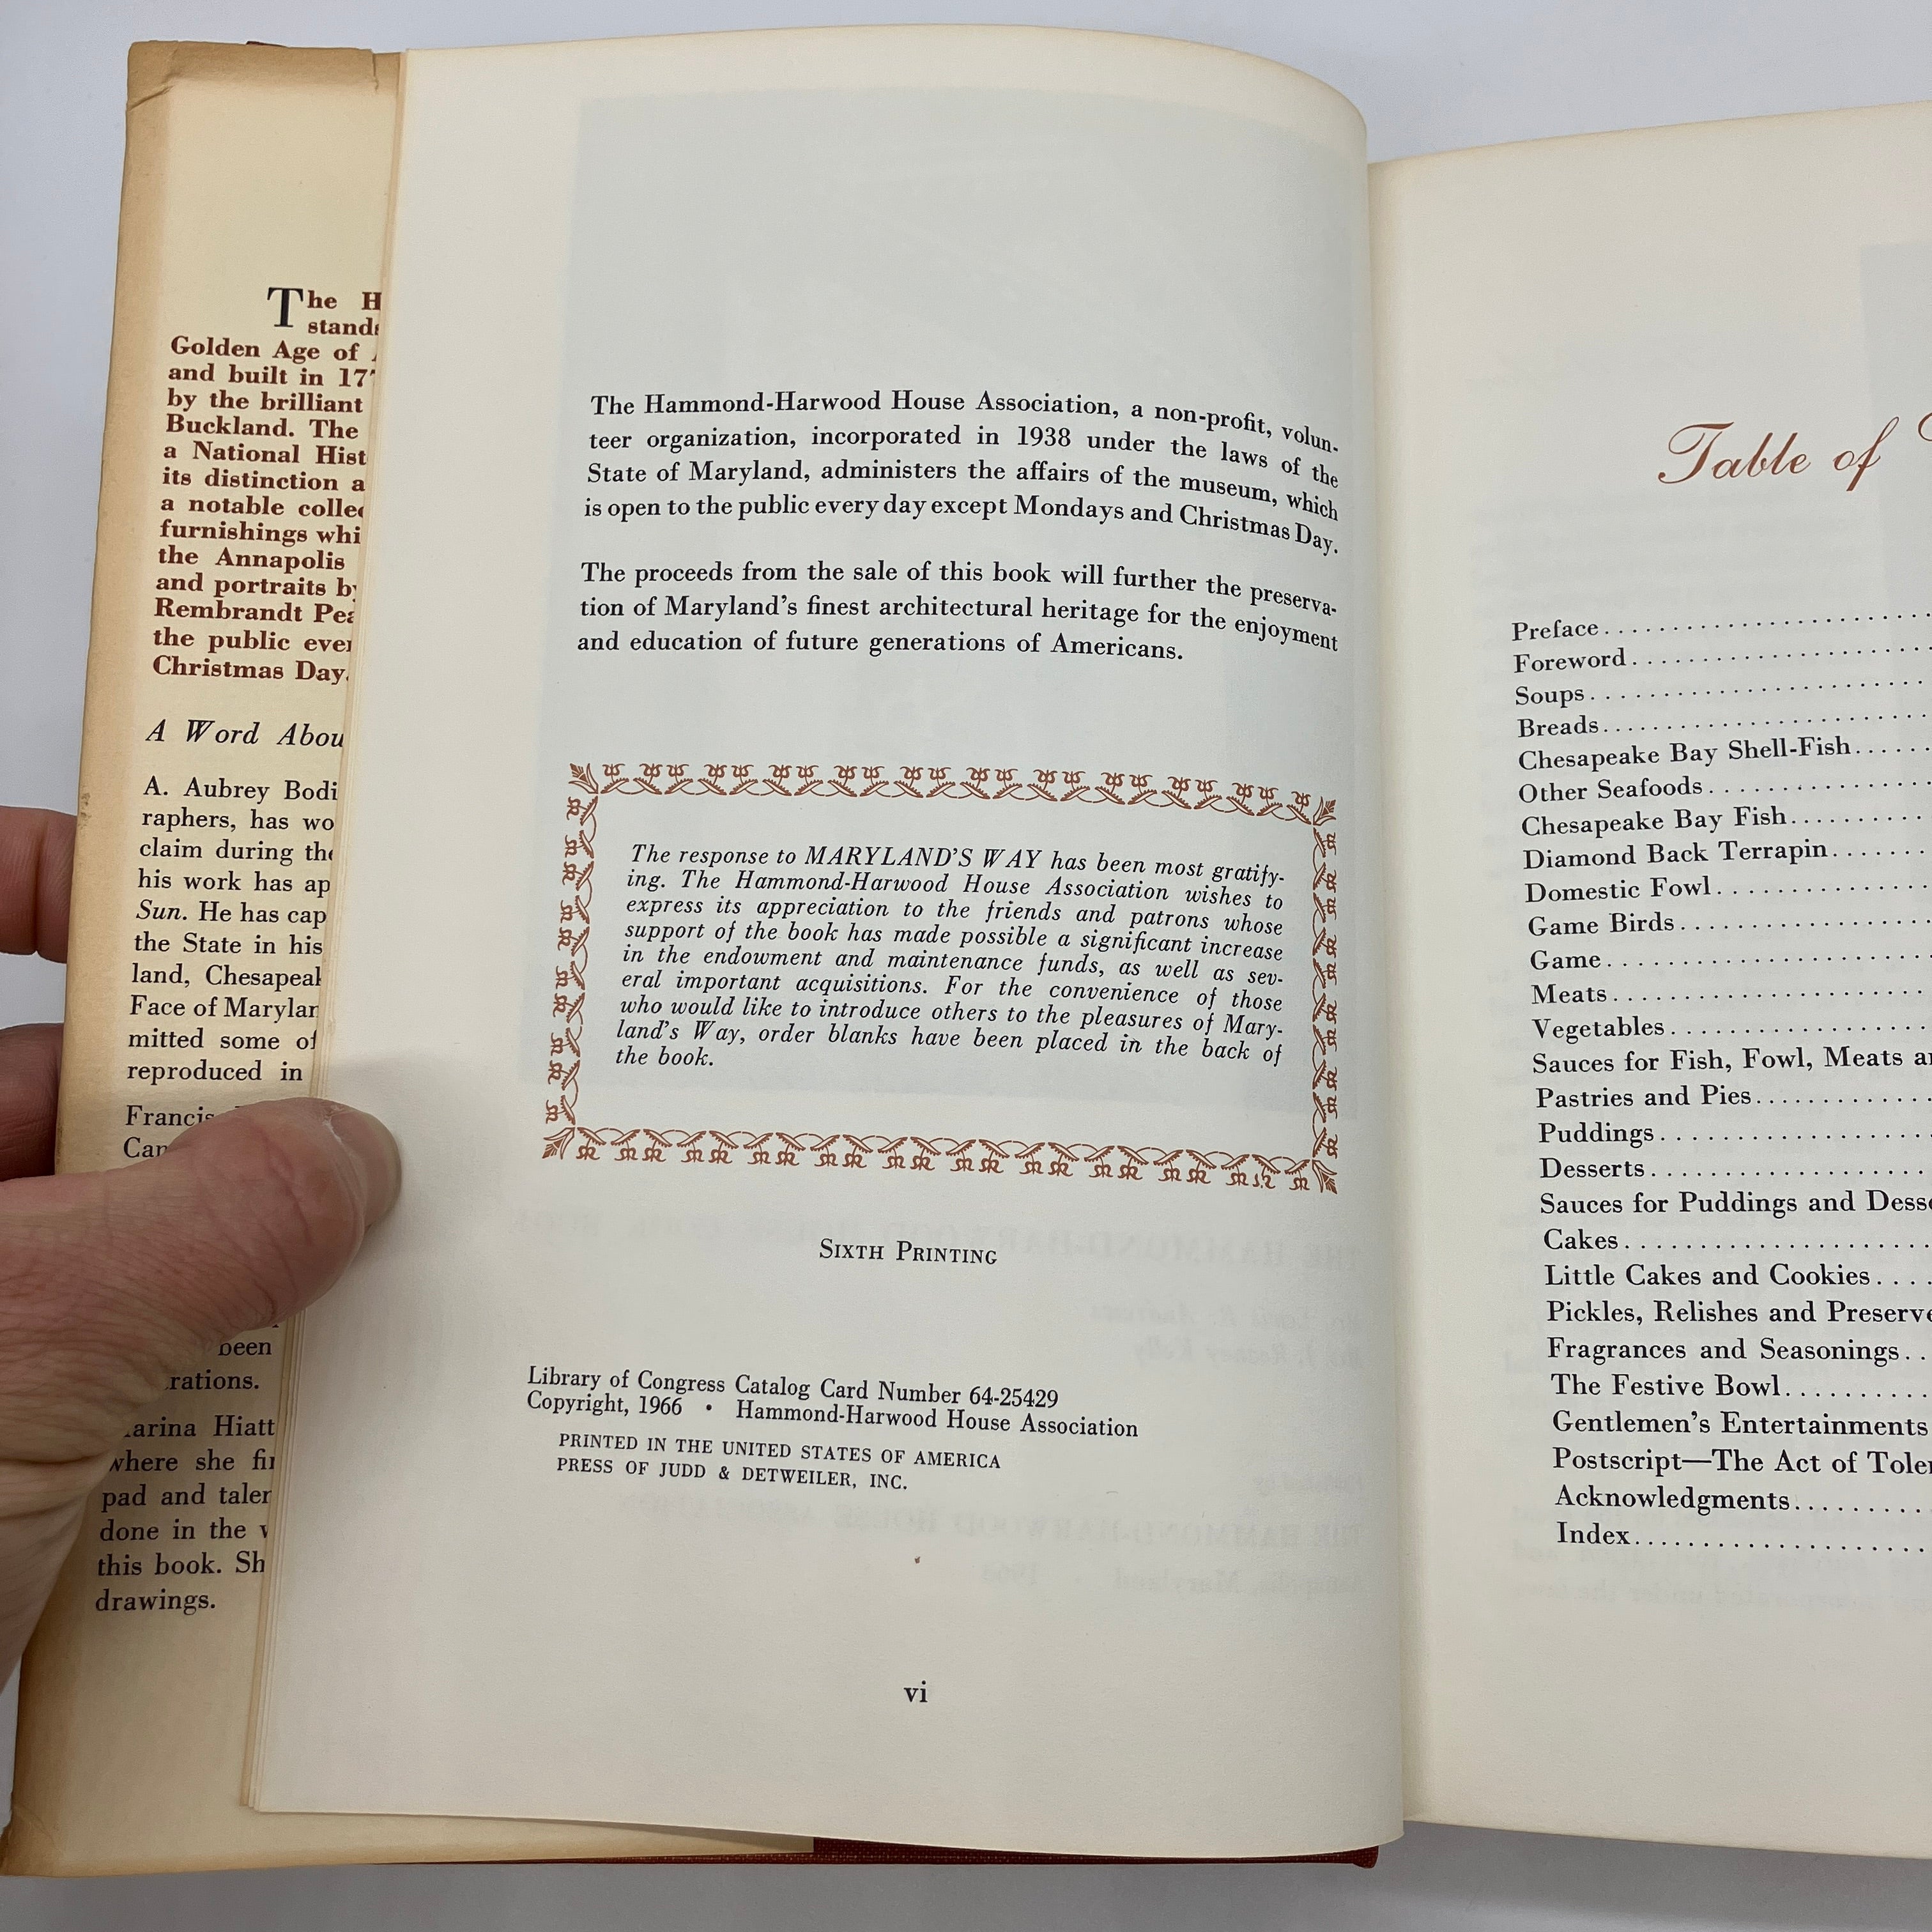 The H
stands
Golden Age of
and built in 177
by the brilliant
Buckland. The
a National Hist
its distinction a
a notable collec
furnishings whi
the Annapolis
and portraits by
Rembrandt Pea
the public ever
Christmas Day.
A Word Abou
A. Aubrey Bodi
raphers, has wo
claim during the
his work has ap
Sun. He has cap
the State in his
land, Chesapeak
Face of Marylan
mitted some of
reproduced in
Francis
Can
been
rations.
arina Hiatt
where she fi
pad and talen
done in the w
this book. Sh
drawings.
The Hammond-Harwood House Association, a non-profit, volun-
teer organization, incorporated in 1938 under the laws of the
State of Maryland, administers the affairs of the museum, which
is open to the public every day except Mondays and Christmas Day.
The proceeds from the sale of this book will further the preserva-
tion of Maryland's finest architectural heritage for the enjoyment
and education of future generations of Americans.
The response to MARYLAND'S WAY has been most gratify-
ing. The Hammond-Harwood House Association wishes to
express its appreciation to the friends and patrons whose
support of the book has made possible a significant increase
in the endowment and maintenance funds, as well as sev-
eral important acquisitions. For the convenience of those
who would like to introduce others to the pleasures of Mary-
land's Way, order blanks have been placed in the back of
the book.
SIXTH PRINTING
Library of Congress Catalog Card Number 64-25429
Copyright, 1966 • Hammond-Harwood House Association
PRINTED IN THE UNITED STATES OF AMERICA
PRESS OF JUDD & DETWEILER, INC.
vi
Table of
Preface
Foreword
Soups
Breads
Chesapeake Bay Shell-Fish
Other Seafoods
Chesapeake Bay Fish
Diamond Back Terrapin
Domestic Fowl
Game Birds
Game
Meats
Vegetables
Sauces for Fish, Fowl, Meats an
Pastries and Pies
Puddings
Desserts
Sauces for Puddings and Desse
Cakes
Little Cakes and Cookies
Pickles, Relishes and Preserve
Fragrances and Seasonings
The Festive Bowl
Gentlemen's Entertainments
Postscript—The Act of Toler
Acknowledgments
Index